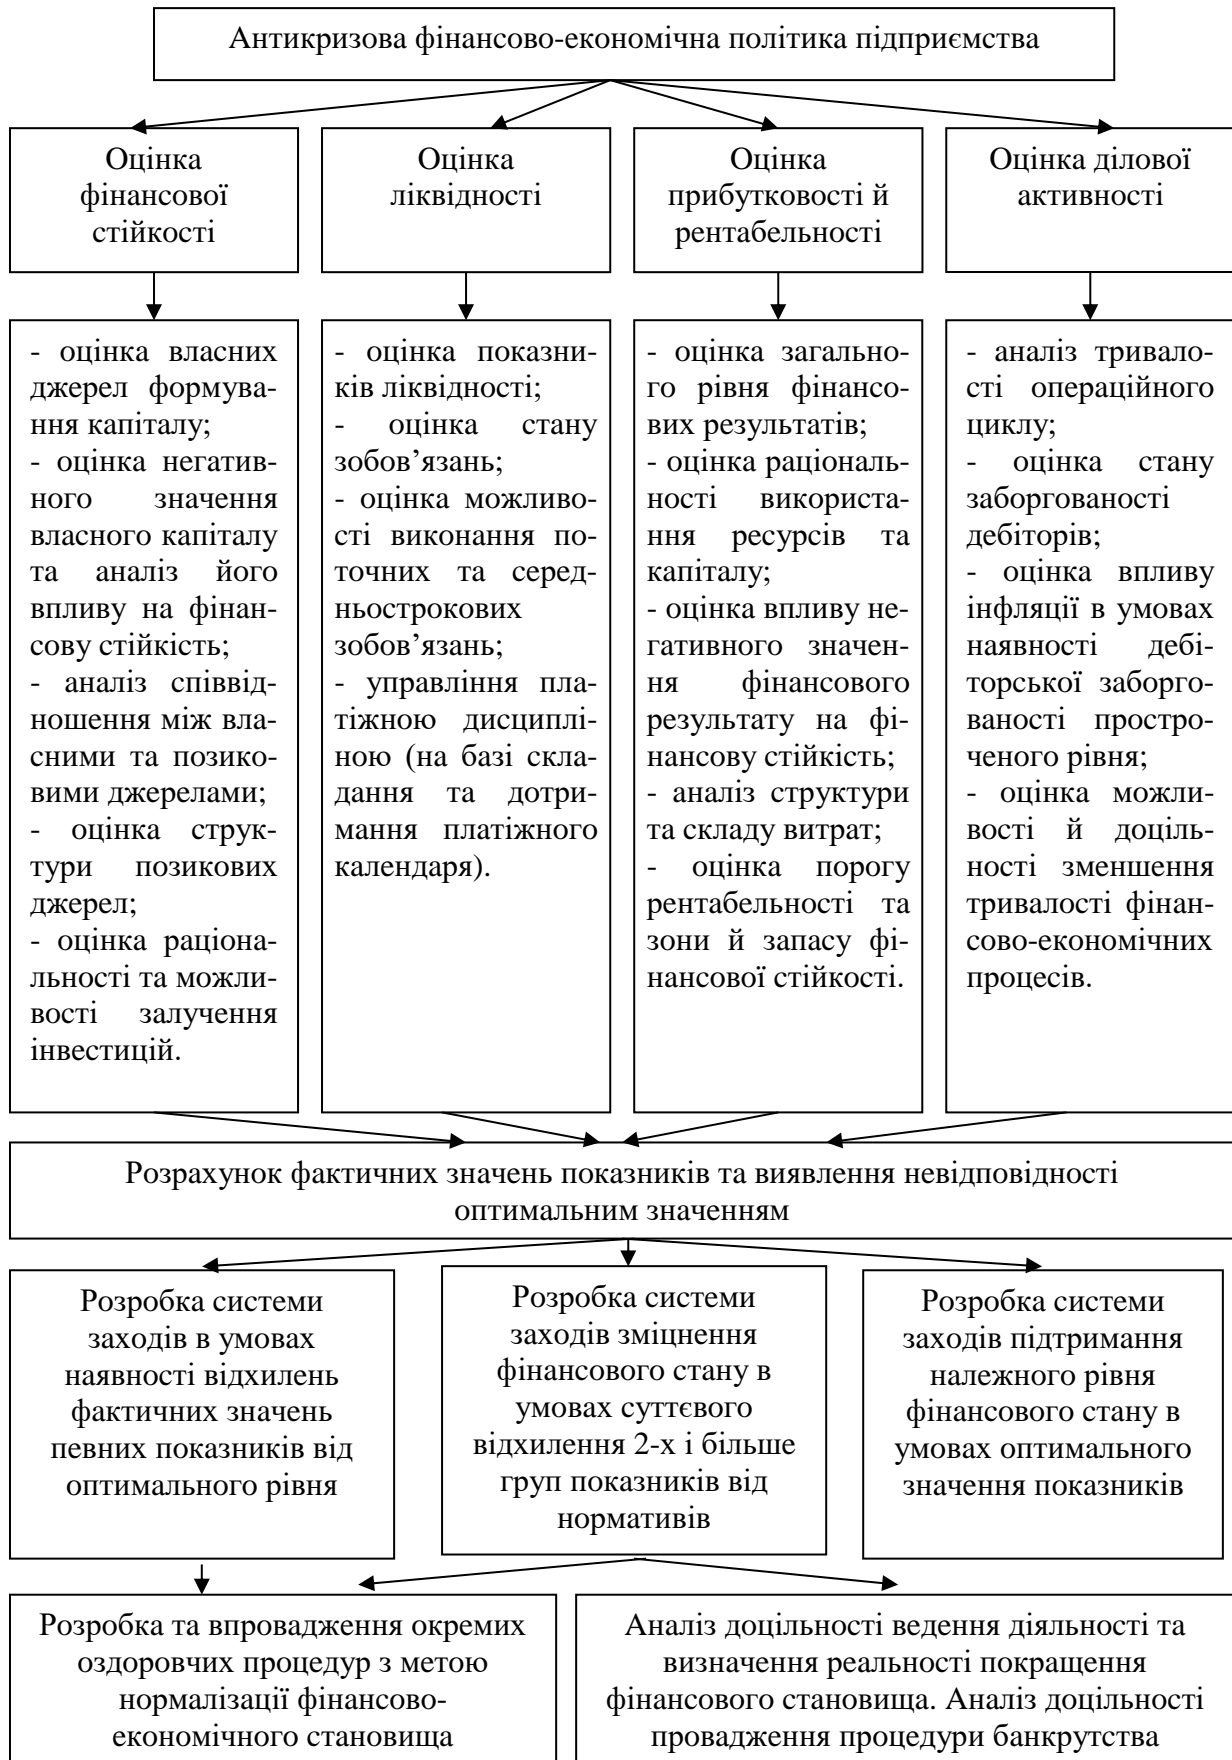 Антикризова фінансово-економічна політика підприємства
Оцінка
фінансової
стійкості
Оцінка
ліквідності
Оцінка
прибутковості й
рентабельності
Оцінка ділової
активності
- оцінка власних
джерел формува-
ння капіталу;
- оцінка негатив-
ного значення
власного капіталу
та аналіз його
впливу на фінан-
сову стійкість;
- аналіз співвід-
ношення між вла-
сними та позико-
вими джерелами;
- оцінка струк-
тури позикових
джерел;
- оцінка раціона-
льності та можли-
вості залучення
інвестицій.
- оцінка показни-
ків ліквідності;
- оцінка стану
зобов’язань;
- оцінка можливо-
сті виконання по-
точних та серед-
ньострокових
зобов’язань;
- управління пла-
тіжною дисциплі-
ною (на базі скла-
дання та дотри-
мання платіжного
календаря).
- оцінка загально-
го рівня фінансо-
вих результатів;
- оцінка раціональ-
ності використа-
ння ресурсів та
капіталу;
- оцінка впливу не-
гативного значен-
ня фінансового
результату на фі-
нансову стійкість;
- аналіз структури
та складу витрат;
- оцінка порогу
рентабельності та
зони й запасу фі-
нансової стійкості.
- аналіз тривало-
сті операційного
циклу;
- оцінка стану
заборгованості
дебіторів;
- оцінка впливу
інфляції в умовах
наявності дебі-
торської заборго-
ваності простро-
ченого рівня;
- оцінка можли-
вості й доціль-
ності зменшення
тривалості фінан-
сово-економічних
процесів.
Розрахунок фактичних значень показників та виявлення невідповідності
оптимальним значенням
Розробка системи
заходів в умовах
наявності відхилень
фактичних значень
певних показників від
оптимального рівня
Розробка системи
заходів зміцнення
фінансового стану в
умовах суттєвого
відхилення 2-х і більше
груп показників від
нормативів
Розробка системи
заходів підтримання
належного рівня
фінансового стану в
умовах оптимального
значення показників
Розробка та впровадження окремих
оздоровчих процедур з метою
нормалізації фінансово-
економічного становища
Аналіз доцільності ведення діяльності та
визначення реальності покращення
фінансового становища. Аналіз доцільності
провадження процедури банкрутства